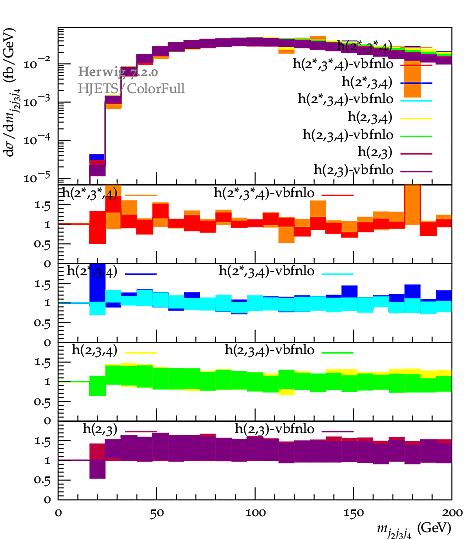 dσ/dm_{j₂j₃j₄} (fb/GeV)
10⁻²
10⁻³
10⁻⁴
10⁻⁵
Herwig 7.2.0
HJETS/ColorFull
h(2*,3*,4)
h(2*,3*,4)-vbfnlo
h(2*,3,4)
h(2*,3,4)-vbfnlo
h(2,3,4)
h(2,3,4)-vbfnlo
h(2,3)
h(2,3)-vbfnlo
h(2*,3*,4) h(2*,3*,4)-vbfnlo
1.5
1
0.5
0
h(2*,3,4) h(2*,3,4)-vbfnlo
1.5
1
0.5
0
h(2,3,4) h(2,3,4)-vbfnlo
1.5
1
0.5
0
h(2,3) h(2,3)-vbfnlo
1.5
1
0.5
0
0 50 100 150 200
m_{j₂j₃j₄} (GeV)